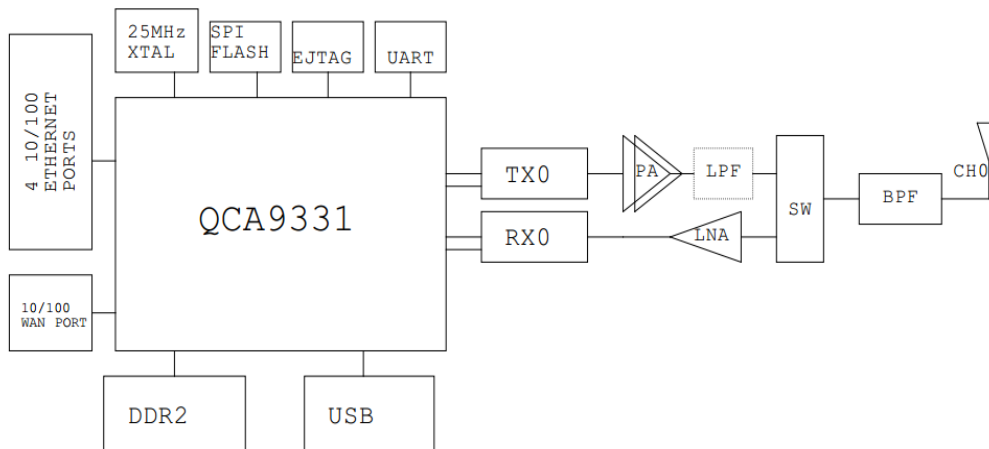 25MHz
XTAL
SPI
FLASH
EJTAG
UART
4 10/100
ETHERNET
PORTS
QCA9331
TX0
PA
LPF
SW
BPF
CH0
RX0
LNA
10/100
WAN PORT
DDR2
USB